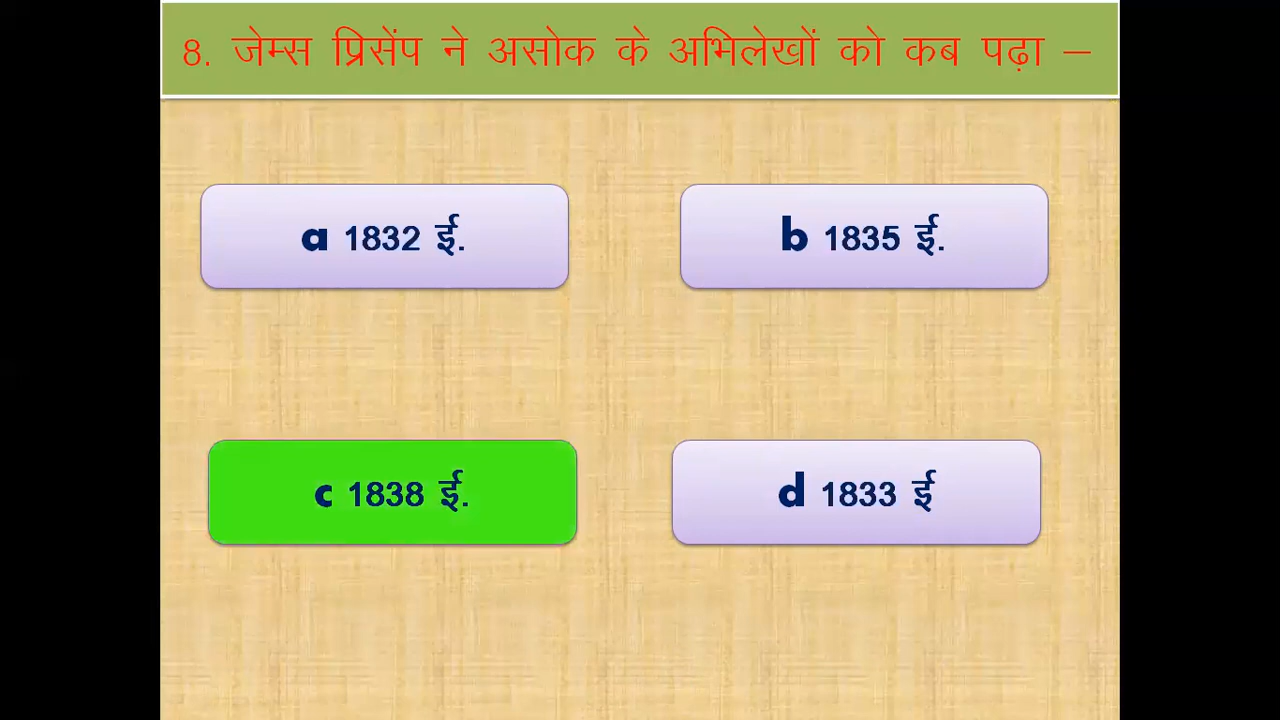 8. जेम्स प्रिसेंप ने असोक के अभिलेखों को कब पढ़ा –
a 1832 ई.
b 1835 ई.
c 1838 ई.
d 1833 ई